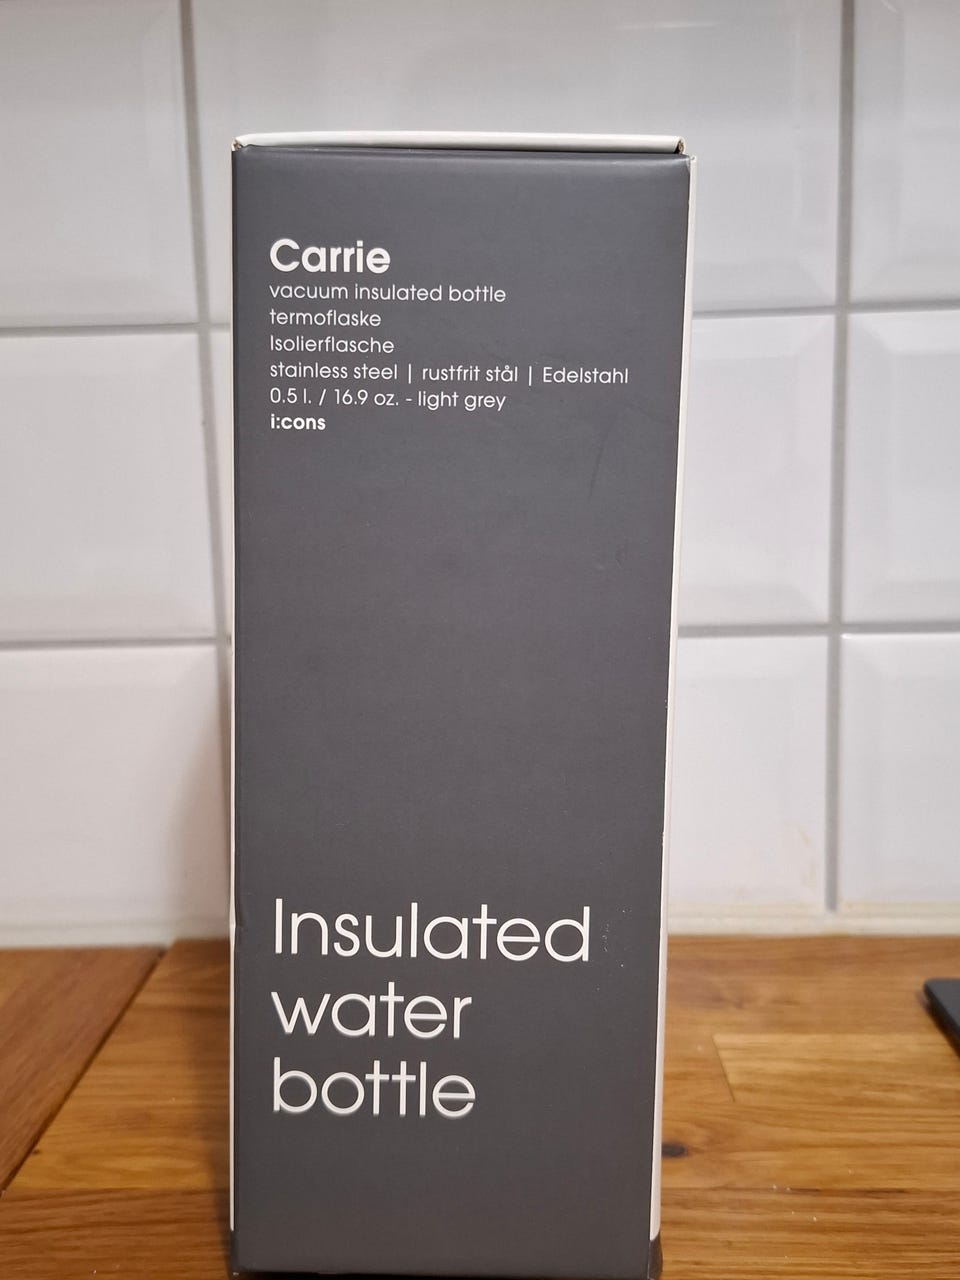 Carrie
vacuum insulated bottle
termoflaske
Isolierflasche
stainless steel | rustfrit stål | Edelstahl
0.5 l. / 16.9 oz. - light grey
i:cons
Insulated
water
bottle